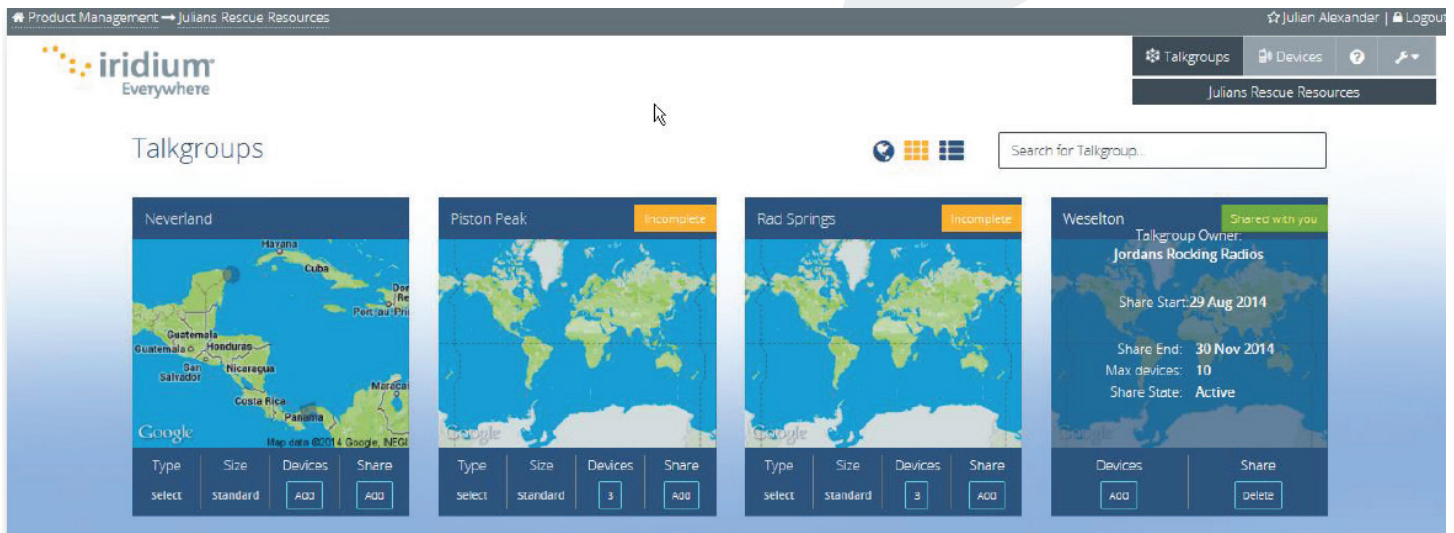 Product Management → Julians Rescue Resources
Julian Alexander | Logout
iridium
Everywhere
Talkgroups Devices ?
Julians Rescue Resources
Talkgroups
Search for Talkgroup...
Neverland
Havana
Cuba
Port-au-Pri
Guatemala
Guatemala Honduras
San Salvador
Nicaragua
Maracai
Costa Rica
Panama
Google
Map data ©2014 Google, INEGI
Type Size Devices Share
select standard Add Add
Piston Peak Incomplete
Google
Type Size Devices Share
select standard 3 Add
Rad Springs Incomplete
Google
Type Size Devices Share
select standard 3 Add
Weselton Shared with you
Talkgroup Owner:
Jordans Rocking Radios
Share Start:29 Aug 2014
Share End: 30 Nov 2014
Max devices: 10
Share State: Active
Google
Devices Share
Add Delete